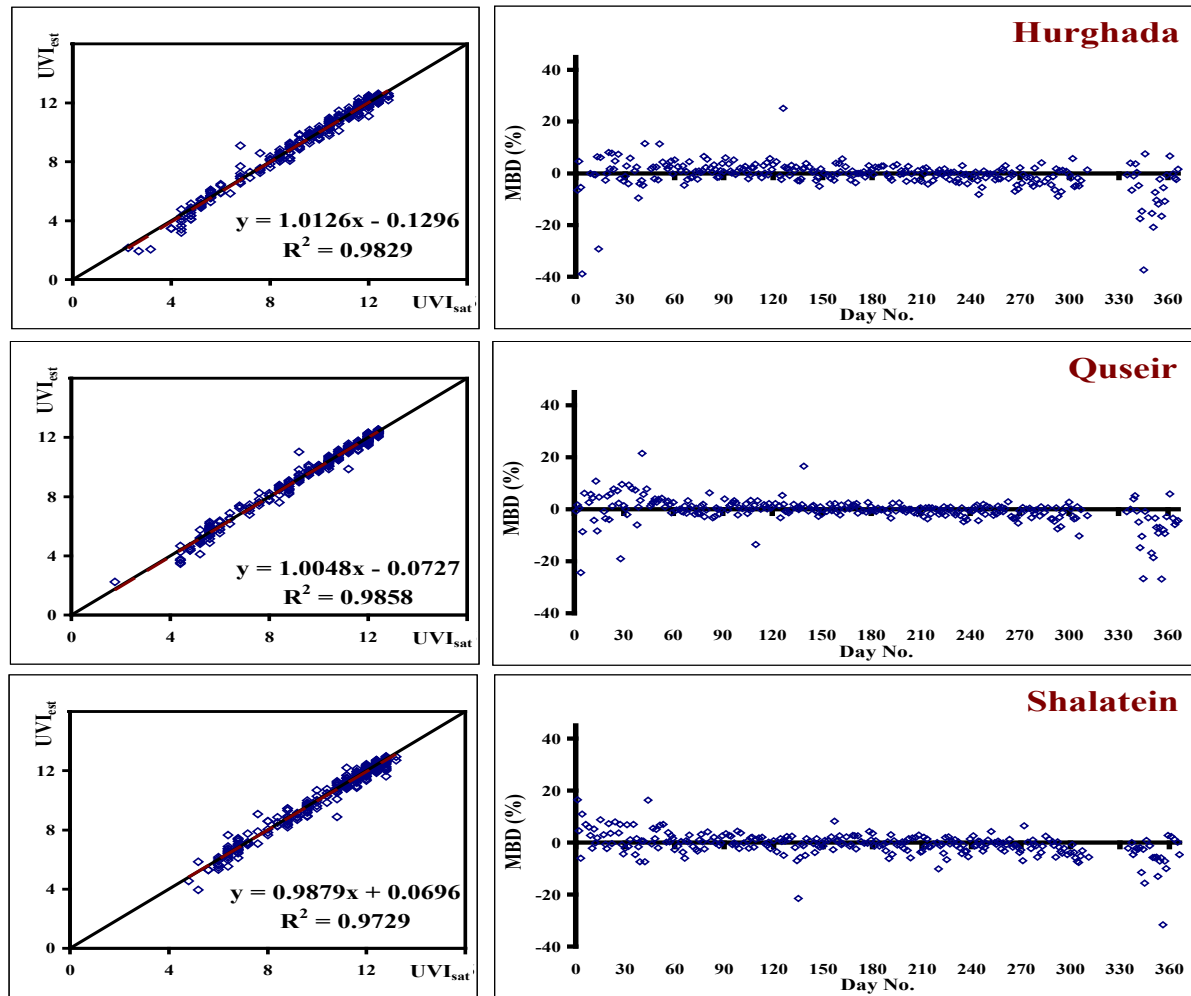 UVIest
16
12
8
4
0
0 4 8 12 UVIsat
y = 1.0126x - 0.1296
R2 = 0.9829
Hurghada
MBD (%)
40
20
0
-20
-40
0 30 60 90 120 150 180 210 240 270 300 330 360
Day No.
UVIest
12
8
4
0
0 4 8 12 UVIsat
y = 1.0048x - 0.0727
R2 = 0.9858
Quseir
MBD (%)
40
20
0
-20
-40
0 30 60 90 120 150 180 210 240 270 300 330 360
Day No.
UVIest
12
8
4
0
0 4 8 12 UVIsat
y = 0.9879x + 0.0696
R2 = 0.9729
Shalatein
MBD (%)
40
20
0
-20
-40
0 30 60 90 120 150 180 210 240 270 300 330 360
Day No.